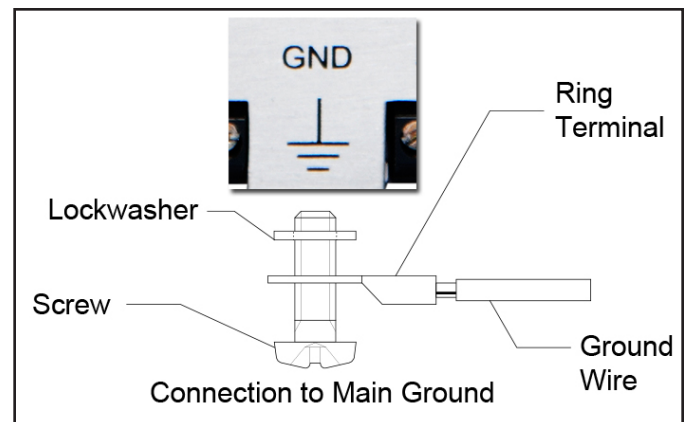 GND
Ring
Terminal
Lockwasher
Screw
Ground
Wire
Connection to Main Ground